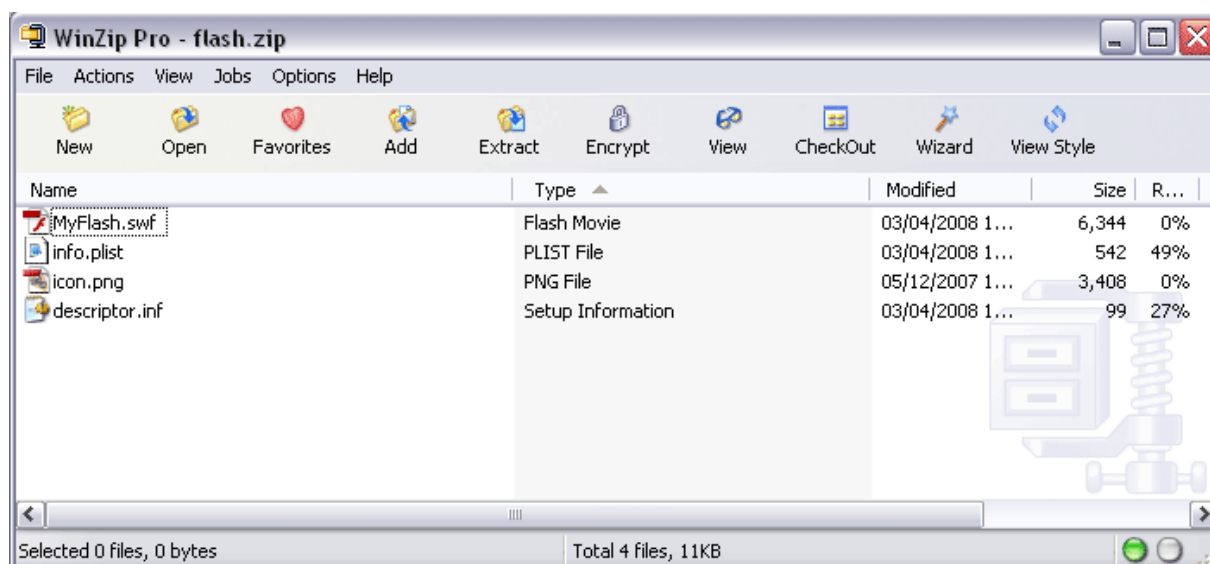 WinZip Pro - flash.zip
File Actions View Jobs Options Help
New Open Favorites Add Extract Encrypt View CheckOut Wizard View Style
Name Type Modified Size R...
MyFlash.swf Flash Movie 03/04/2008 1... 6,344 0%
info.plist PLIST File 03/04/2008 1... 542 49%
icon.png PNG File 05/12/2007 1... 3,408 0%
descriptor.inf Setup Information 03/04/2008 1... 99 27%
Selected 0 files, 0 bytes Total 4 files, 11KB